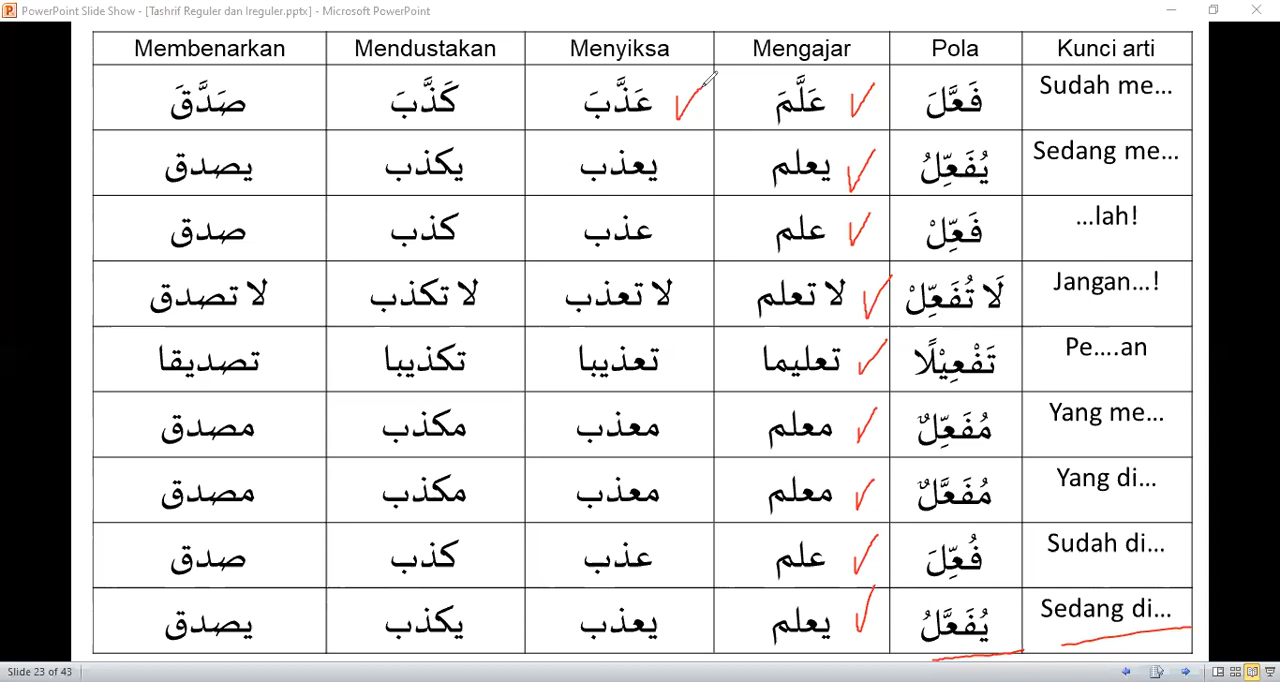 PowerPoint Slide Show - [Tashrif Reguler dan Ireguler.pptx] - Microsoft PowerPoint
Membenarkan Mendustakan Menyiksa Mengajar Pola Kunci arti
صَدَّقَ كَذَّبَ عَذَّبَ عَلَّمَ فَعَّلَ Sudah me...
يصدق يكذب يعذب يعلم يُفَعِّلُ Sedang me...
صدق كذب عذب علم فَعِّلْ ...lah!
لا تصدق لا تكذب لا تعذب لا تعلم لَا تُفَعِّلْ Jangan...!
تصديقا تكذيبا تعذيبا تعليما تَفْعِيْلًا Pe....an
مصدق مكذب معذب معلم مُفَعِّلٌ Yang me...
مصدق مكذب معذب معلم مُفَعَّلٌ Yang di...
صدق كذب عذب علم فُعِّلَ Sudah di...
يصدق يكذب يعذب يعلم يُفَعَّلُ Sedang di...
Slide 23 of 43